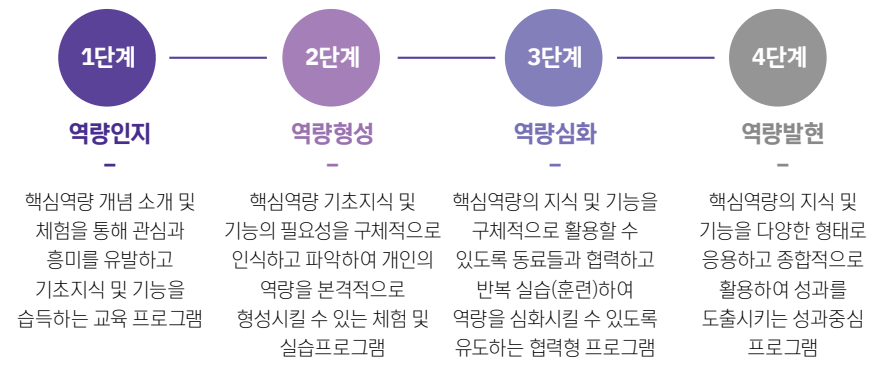 1단계
역량인지
-
핵심역량 개념 소개 및
체험을 통해 관심과
흥미를 유발하고
기초지식 및 기능을
습득하는 교육 프로그램
2단계
역량형성
-
핵심역량 기초지식 및
기능의 필요성을 구체적으로
인식하고 파악하여 개인의
역량을 본격적으로
형성시킬 수 있는 체험 및
실습프로그램
3단계
역량심화
-
핵심역량의 지식 및 기능을
구체적으로 활용할 수
있도록 동료들과 협력하고
반복 실습(훈련)하여
역량을 심화시킬 수 있도록
유도하는 협력형 프로그램
4단계
역량발현
-
핵심역량의 지식 및
기능을 다양한 형태로
응용하고 종합적으로
활용하여 성과를
도출시키는 성과중심
프로그램